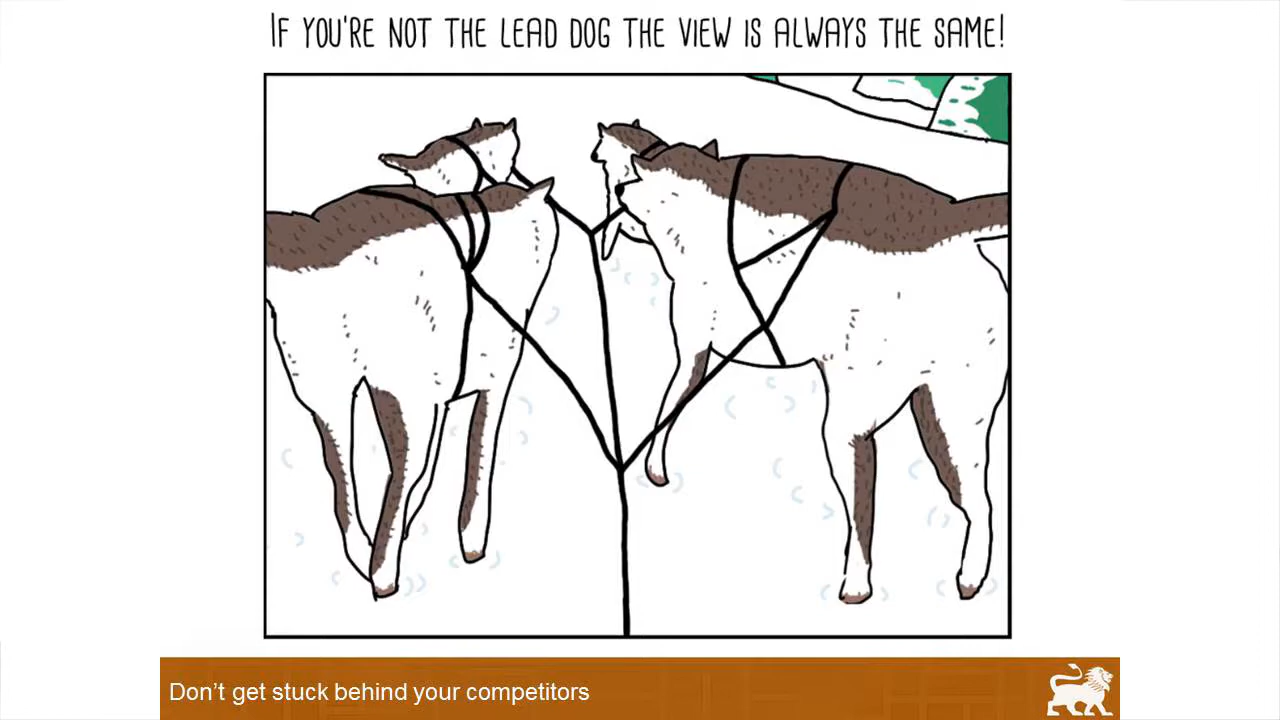 IF YOU'RE NOT THE LEAD DOG THE VIEW IS ALWAYS THE SAME!
Don’t get stuck behind your competitors